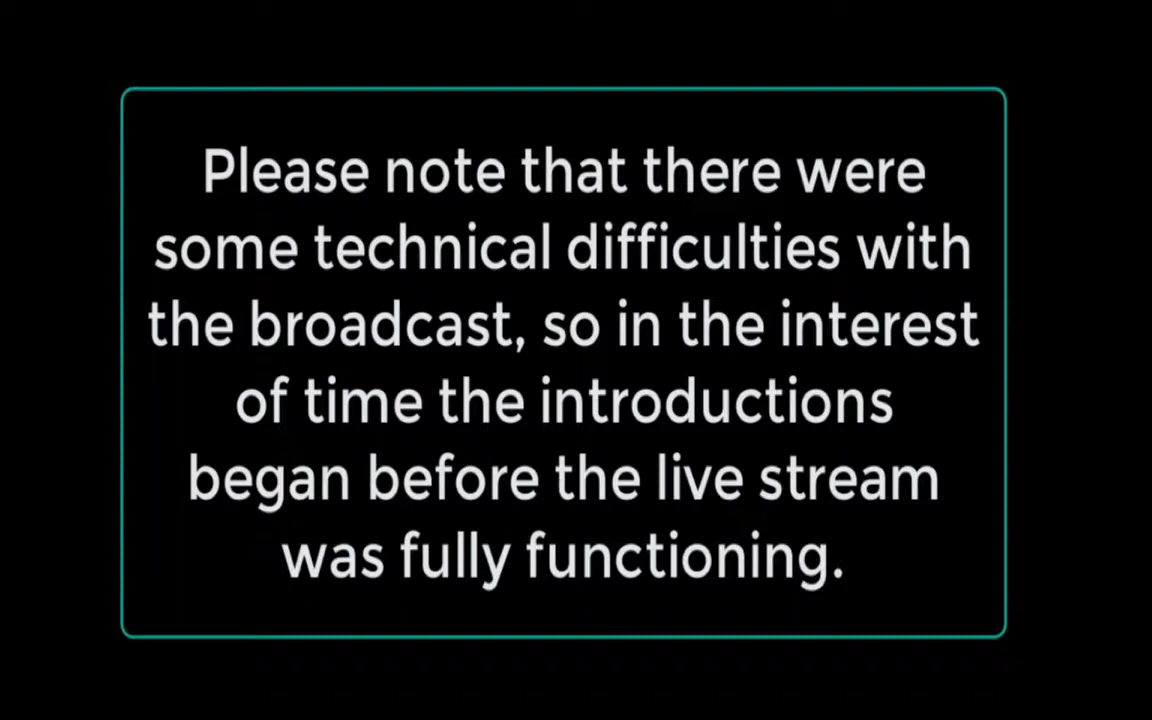 Please note that there were
some technical difficulties with
the broadcast, so in the interest
of time the introductions
began before the live stream
was fully functioning.